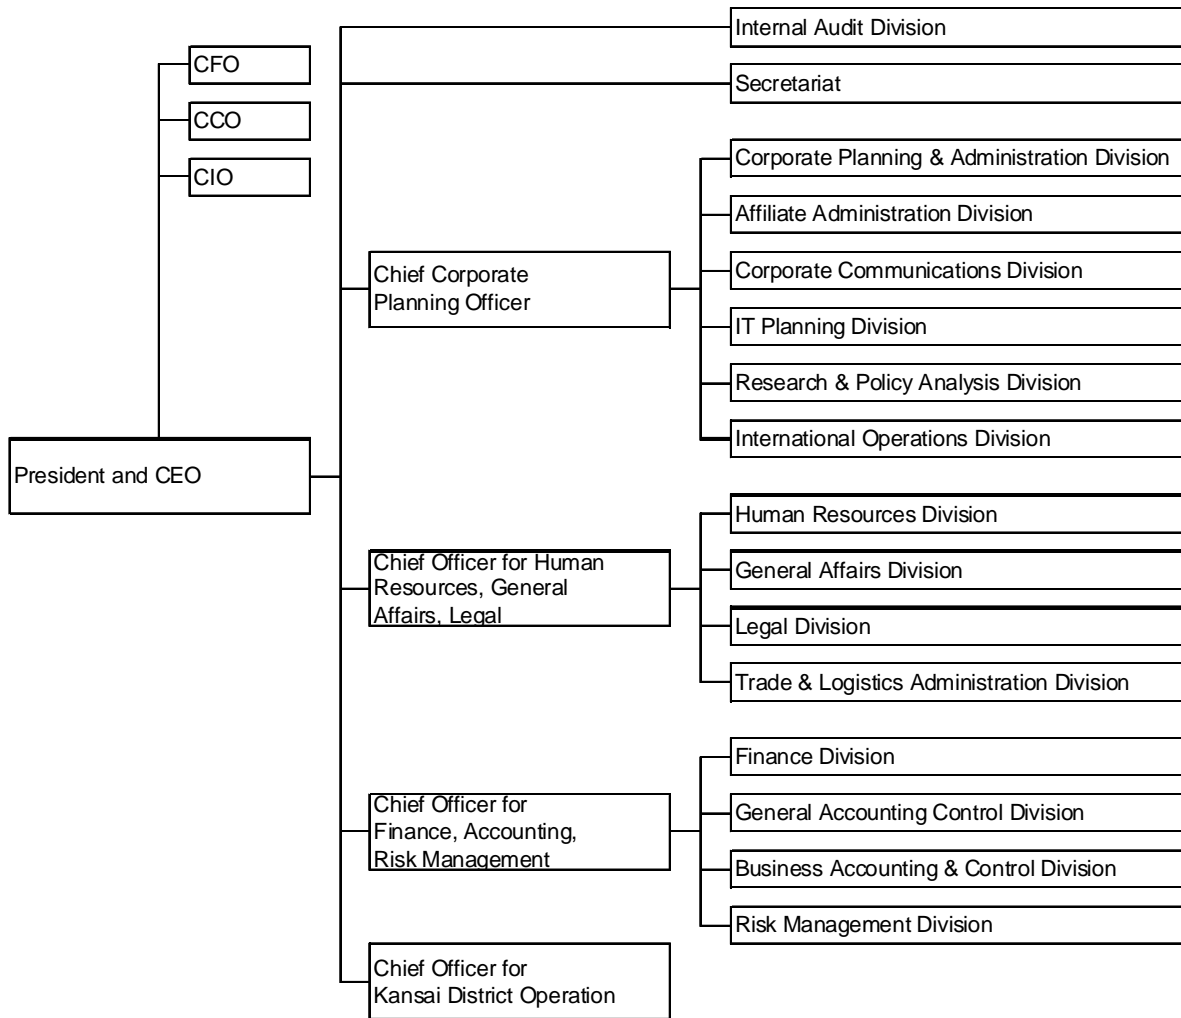 Internal Audit Division
CFO
Secretariat
CCO
CIO
Corporate Planning & Administration Division
Affiliate Administration Division
Chief Corporate
Planning Officer
Corporate Communications Division
IT Planning Division
Research & Policy Analysis Division
International Operations Division
President and CEO
Human Resources Division
Chief Officer for Human
Resources, General
Affairs, Legal
General Affairs Division
Legal Division
Trade & Logistics Administration Division
Finance Division
Chief Officer for
Finance, Accounting,
Risk Management
General Accounting Control Division
Business Accounting & Control Division
Risk Management Division
Chief Officer for
Kansai District Operation